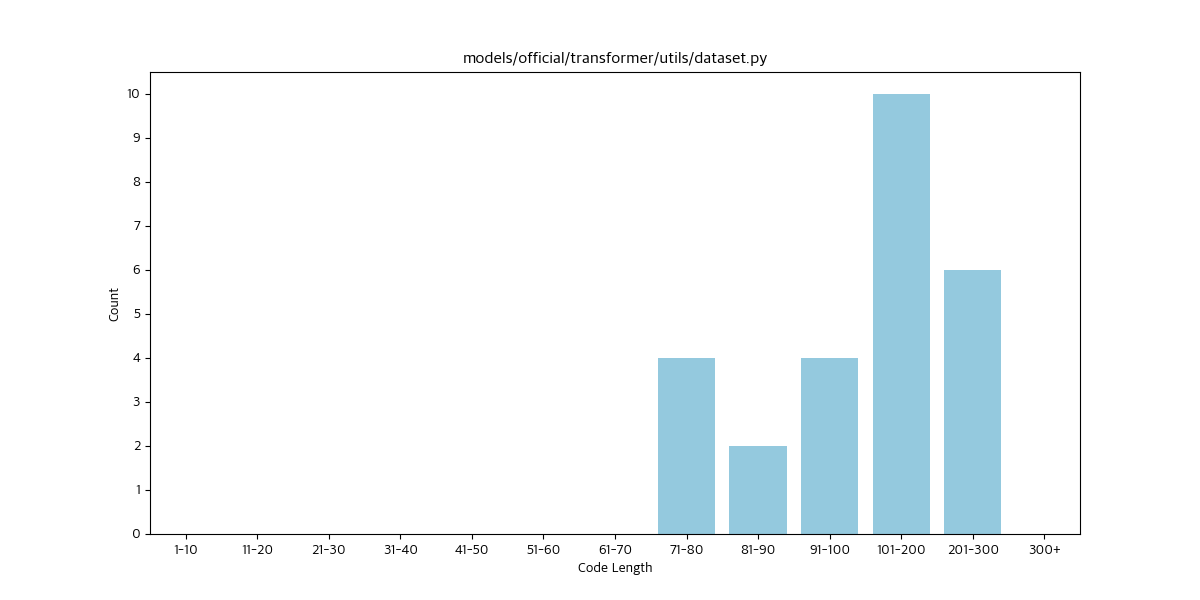 models/official/transformer/utils/dataset.py
10
9
8
7
6
5
4
3
2
1
0
Count
1-10 11-20 21-30 31-40 41-50 51-60 61-70 71-80 81-90 91-100 101-200 201-300 300+
Code Length